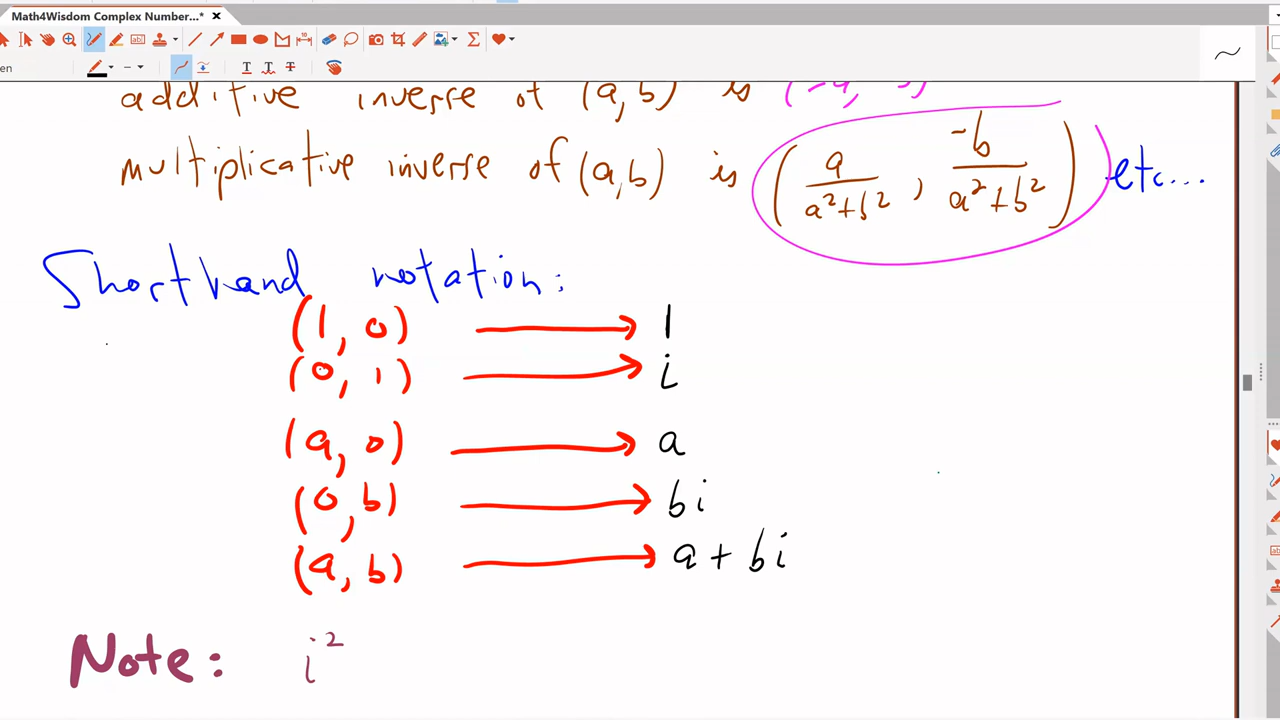 Math4Wisdom Complex Number...*
en
additive inverse of (a, b) is
multiplicative inverse of (a,b) is (a/(a²+b²), -b/(a²+b²)) etc...
Shorthand notation:
(1, 0) → 1
(0, 1) → i
(a, 0) → a
(0, b) → bi
(a, b) → a + bi
Note: i²